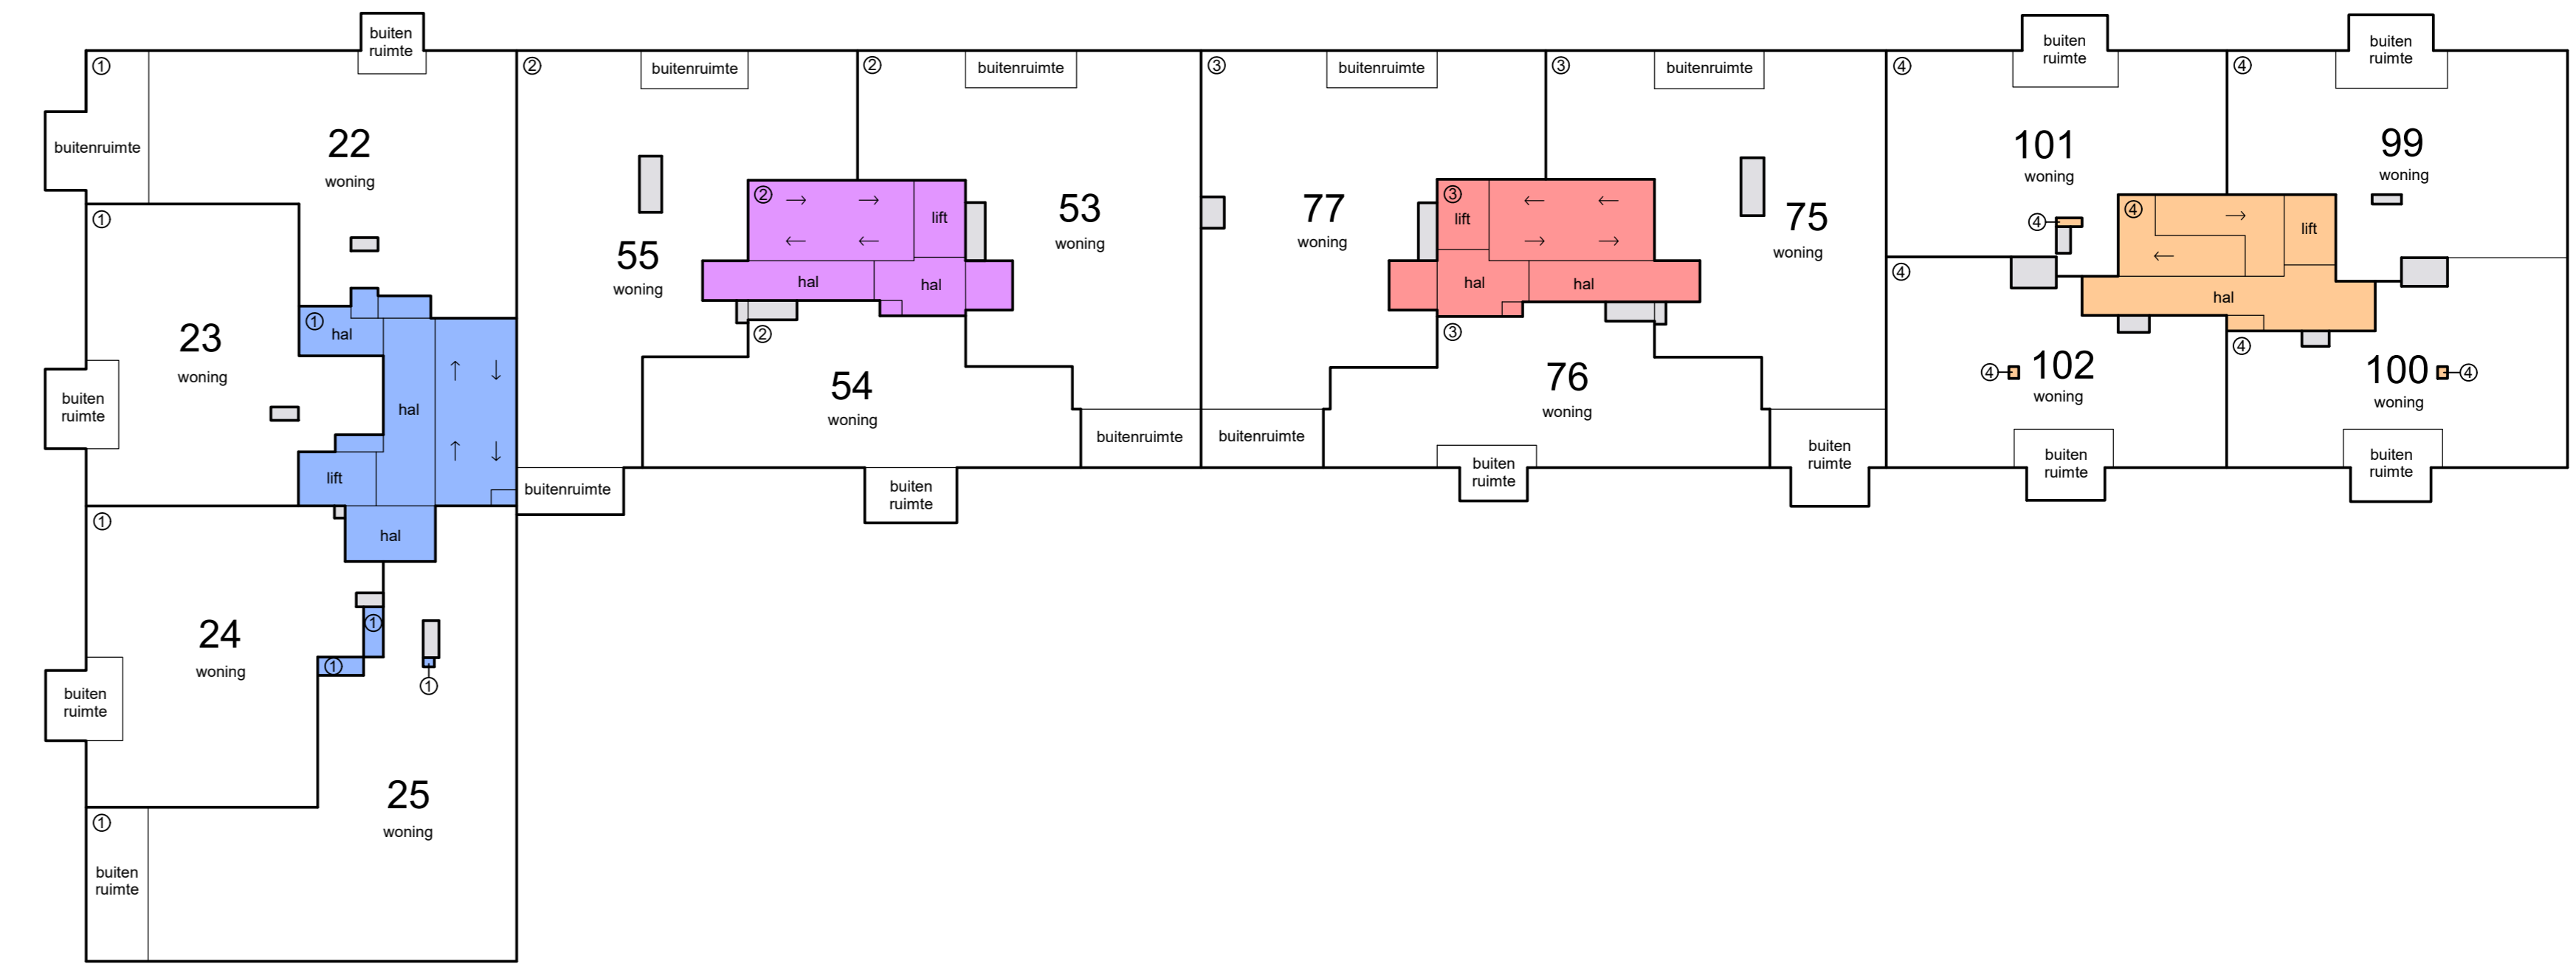 ①
buitenruimte
buiten
ruimte
22
woning
①
23
woning
buiten
ruimte
①
hal
hal
lift
hal
①
24
woning
buiten
ruimte
①
①
①
25
woning
①
buiten
ruimte
②
buitenruimte
55
woning
buitenruimte
②
lift
hal
hal
②
buitenruimte
53
woning
buitenruimte
②
54
woning
buiten
ruimte
③
buitenruimte
77
woning
buitenruimte
③
lift
hal
hal
③
buitenruimte
75
woning
buiten
ruimte
③
76
woning
buiten
ruimte
④
buiten
ruimte
101
woning
④
④
lift
hal
④
buiten
ruimte
99
woning
④
④
102
woning
buiten
ruimte
④
100
④
woning
buiten
ruimte